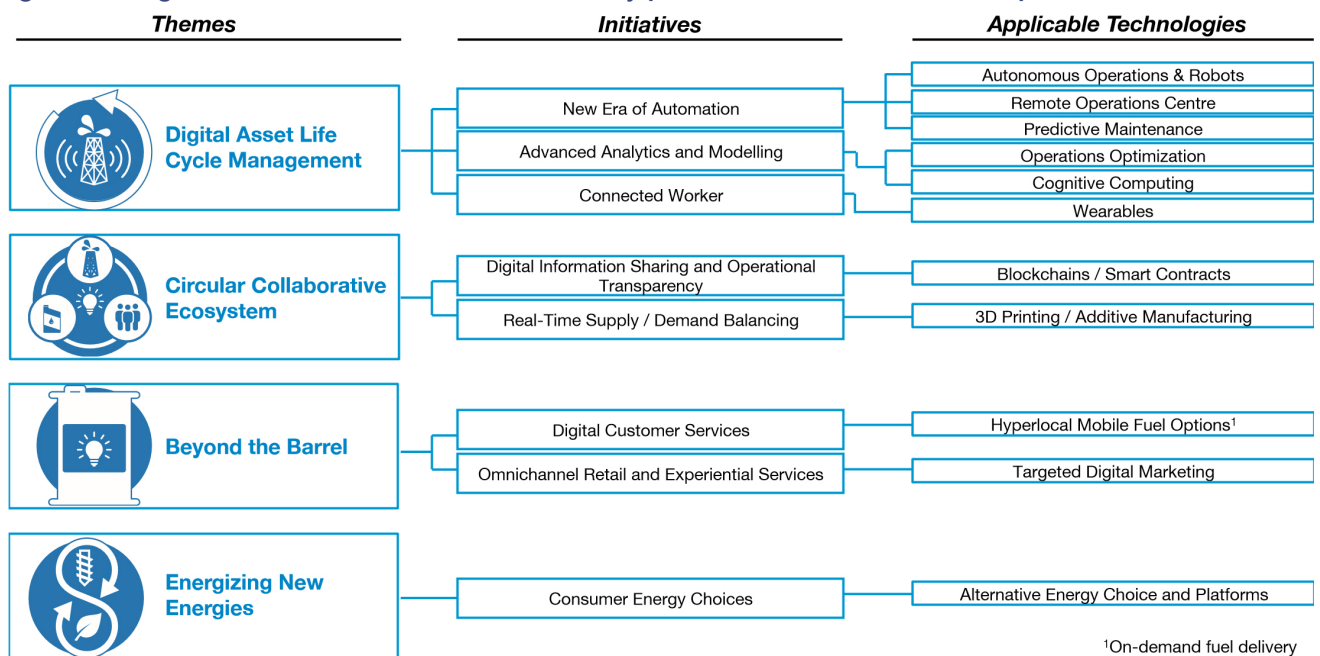 Themes
Initiatives
Applicable Technologies
Digital Asset Life
Cycle Management
New Era of Automation
Advanced Analytics and Modelling
Connected Worker
Autonomous Operations & Robots
Remote Operations Centre
Predictive Maintenance
Operations Optimization
Cognitive Computing
Wearables
Circular Collaborative
Ecosystem
Digital Information Sharing and Operational
Transparency
Real-Time Supply / Demand Balancing
Blockchains / Smart Contracts
3D Printing / Additive Manufacturing
Beyond the Barrel
Digital Customer Services
Omnichannel Retail and Experiential Services
Hyperlocal Mobile Fuel Options¹
Targeted Digital Marketing
Energizing New
Energies
Consumer Energy Choices
Alternative Energy Choice and Platforms
¹On-demand fuel delivery